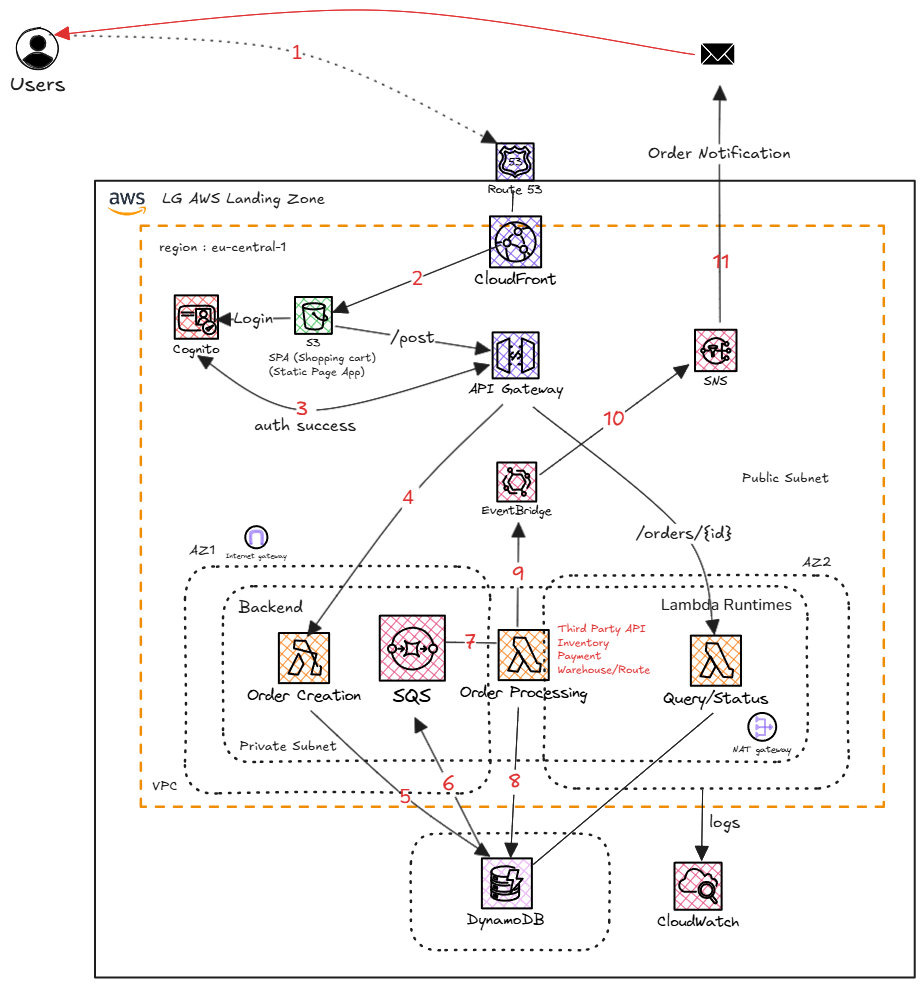 1
Users
Order Notification
53
Route 53
aws
LG AWS Landing Zone
region : eu-central-1
11
2
CloudFront
Login
/post
Cognito
S3
SPA (Shopping cart)
(Static Page App)
API Gateway
SNS
3
auth success
10
4
Public Subnet
EventBridge
/orders/{id}
AZ1
Internet gateway
9
AZ2
Backend
Lambda Runtimes
7
Third Party API
Inventory
Payment
Warehouse/Route
Order Creation
SQS
Order Processing
Query/Status
Private Subnet
NAT gateway
VPC
5
6
8
logs
DynamoDB
CloudWatch